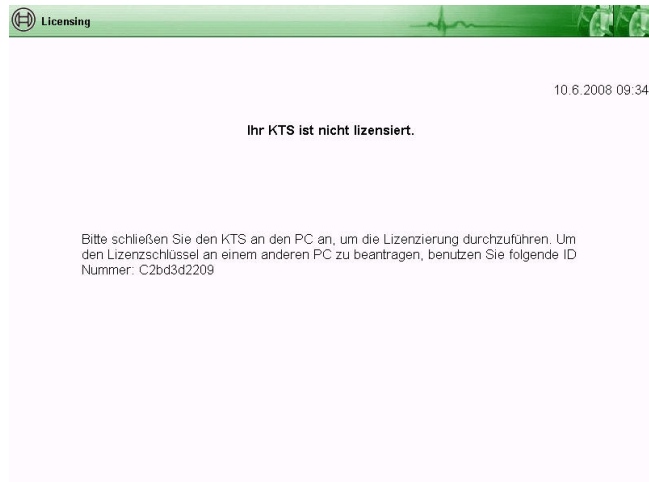 Licensing
10.6.2008 09:34
Ihr KTS ist nicht lizensiert.
Bitte schließen Sie den KTS an den PC an, um die Lizenzierung durchzuführen. Um
den Lizenzschlüssel an einem anderen PC zu beantragen, benutzen Sie folgende ID
Nummer: C2bd3d2209